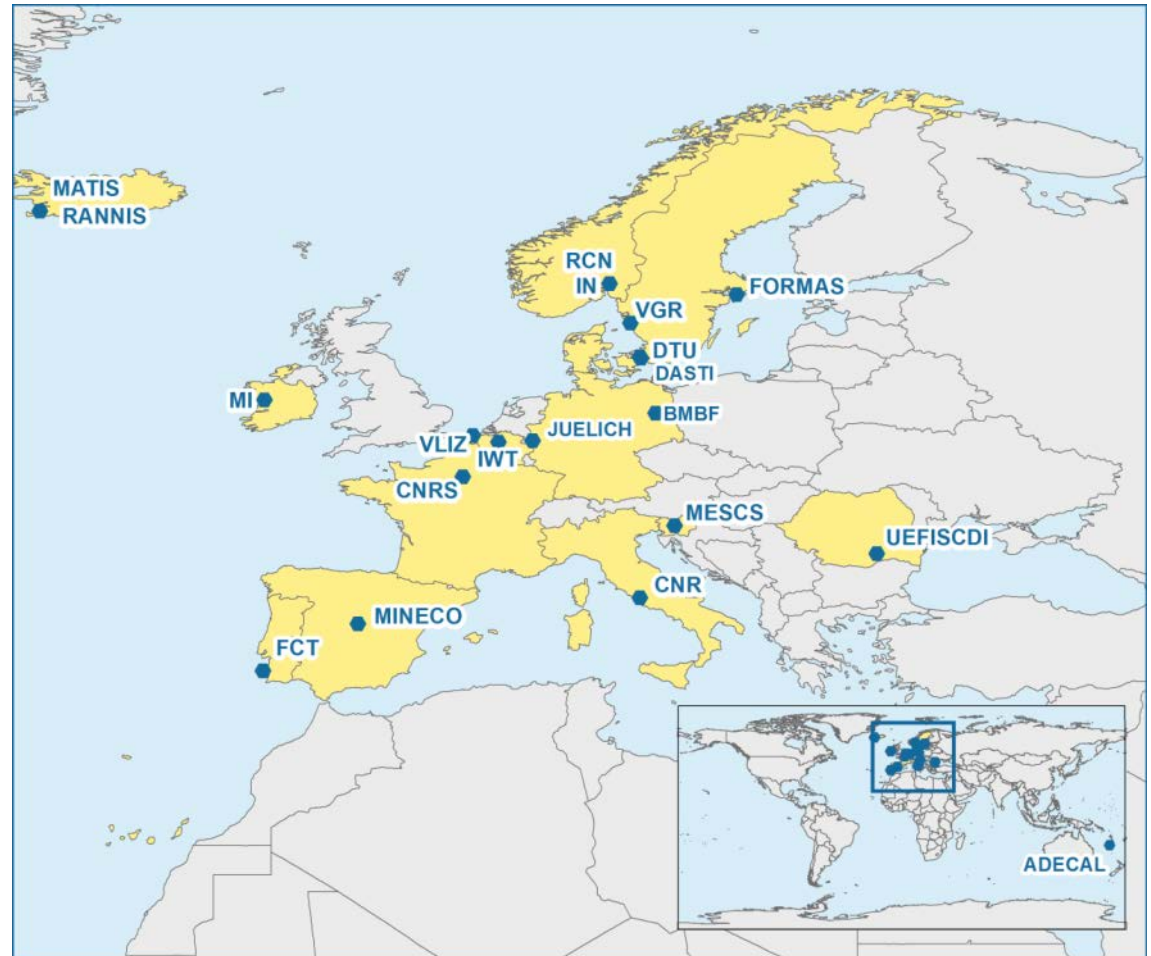 MATIS
RANNIS
RCN
IN
FORMAS
VGR
DTU
DASTI
MI
BMBF
VLIZ
JUELICH
IWT
CNRS
MESCS
UEFISCDI
CNR
MINECO
FCT
ADECAL